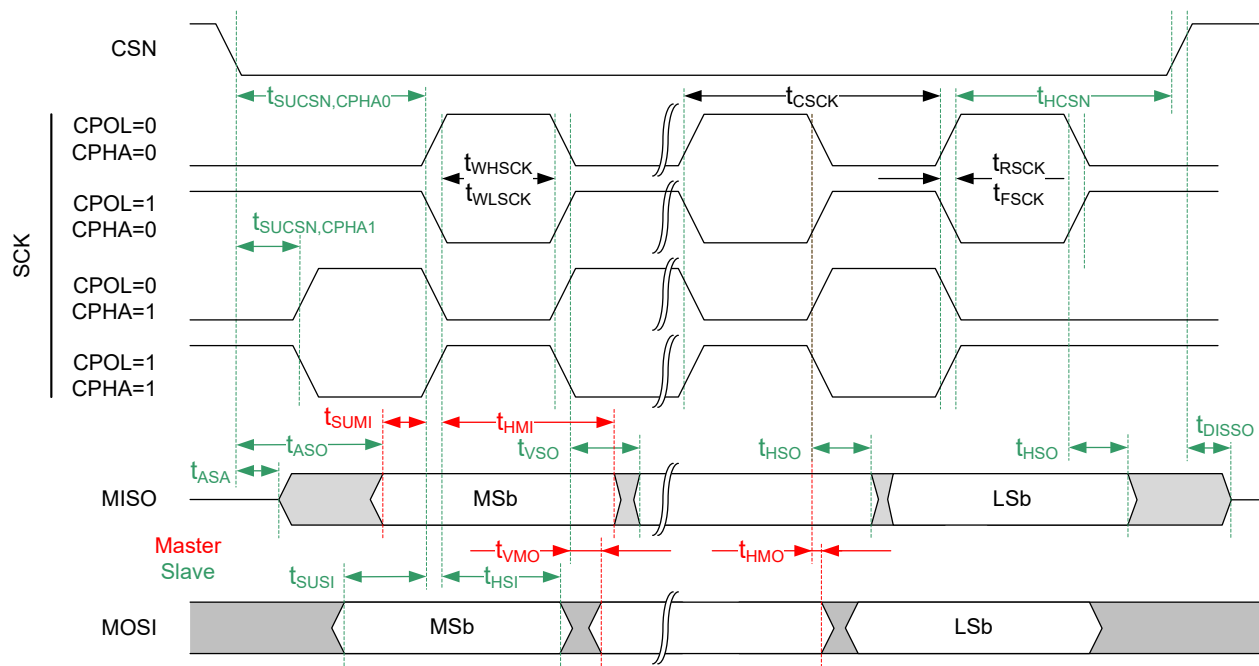 CSN
tSUCSN,CPHA0
tCSCK
tHCSN
SCK
CPOL=0
CPHA=0
tWHSCK
tWLSCK
tRSCK
tFSCK
CPOL=1
CPHA=0
tSUCSN,CPHA1
CPOL=0
CPHA=1
CPOL=1
CPHA=1
tSUMI
tHMI
tASO
tVSO
tHSO
tHSO
tDISSO
tASA
MISO
MSb
LSb
Master
Slave
tVMO
tHMO
tSUSI
tHSI
MOSI
MSb
LSb